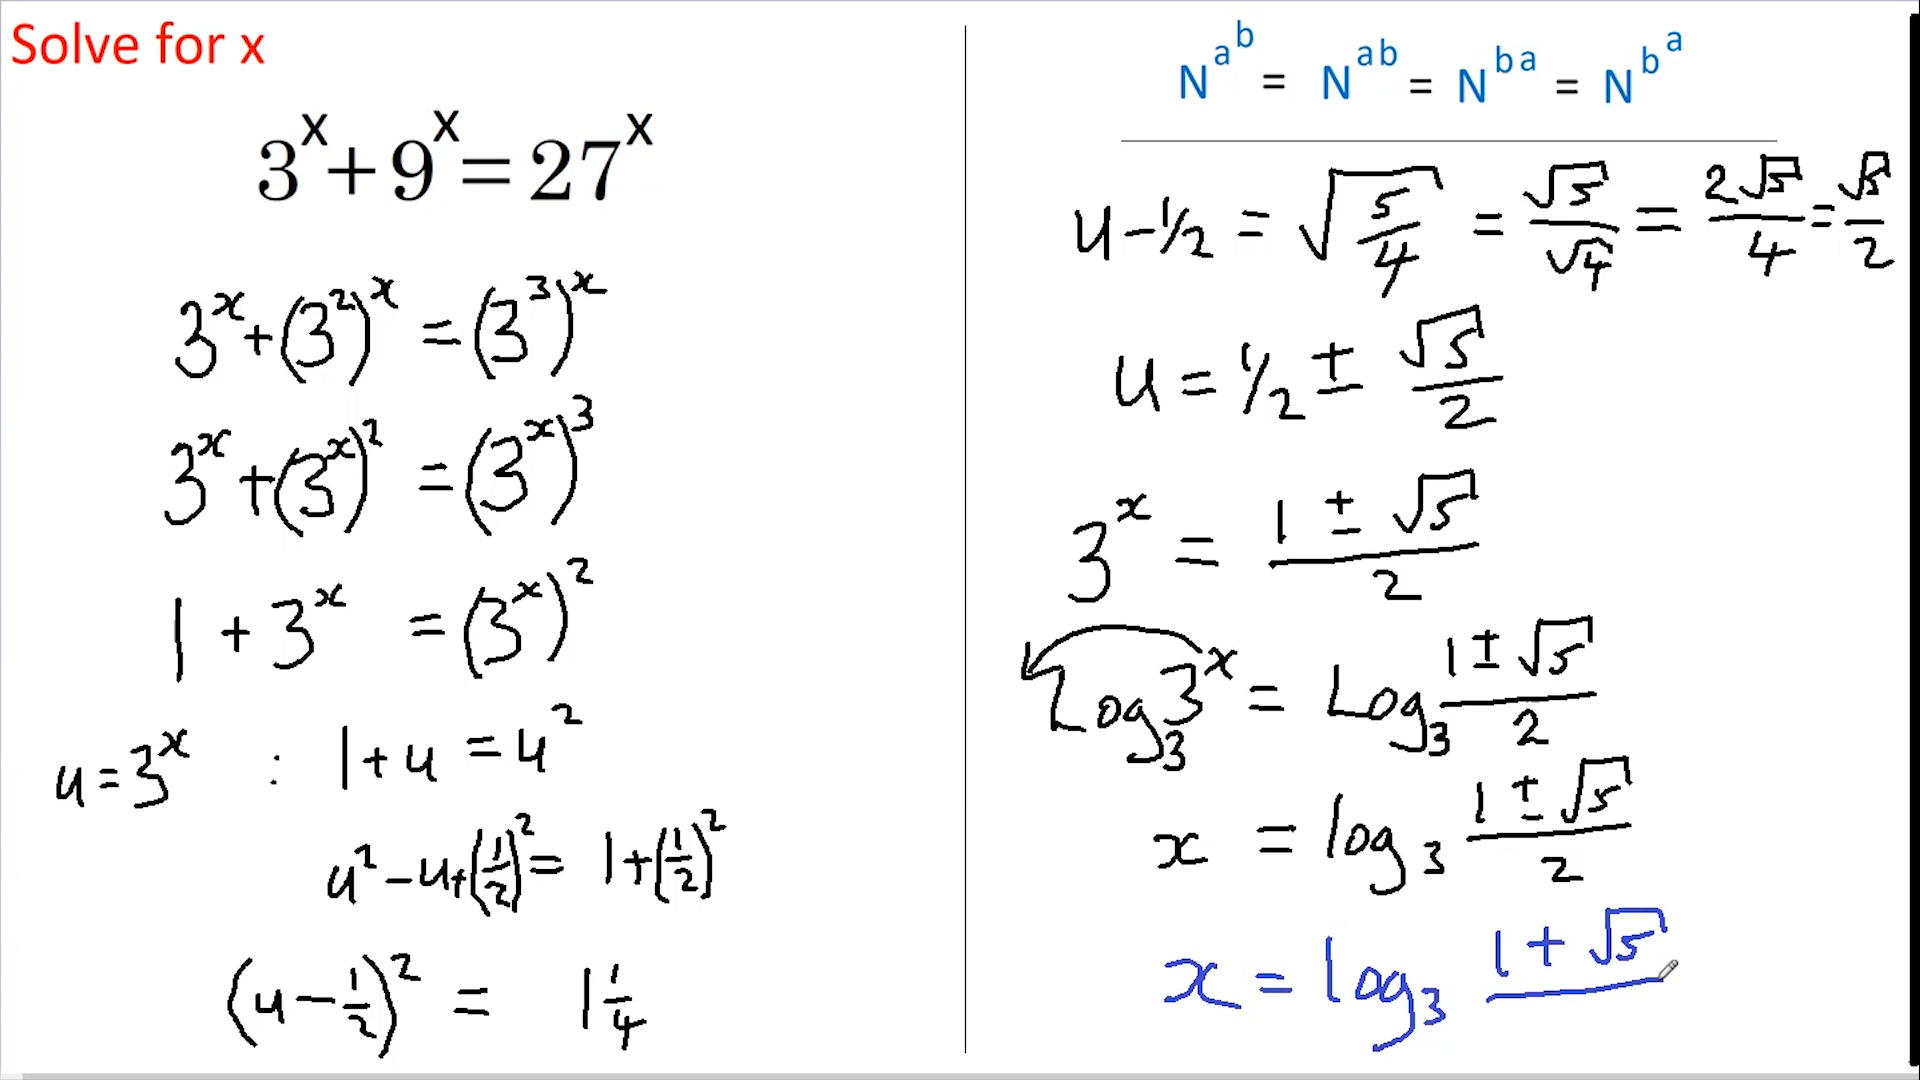 Solve for x
3^x + 9^x = 27^x
3^x + (3^2)^x = (3^3)^x
3^x + (3^x)^2 = (3^x)^3
1 + 3^x = (3^x)^2
u = 3^x : 1 + u = u^2
u^2 - u + (1/2)^2 = 1 + (1/2)^2
(u - 1/2)^2 = 1 1/4
N^a^b = N^ab = N^ba = N^b^a
u - 1/2 = √(5/4) = √5/√4 = 2√5/4 = √5/2
u = 1/2 ± √5/2
3^x = (1 ± √5)/2
Log_3 3^x = Log_3 (1 ± √5)/2
x = log_3 (1 ± √5)/2
x = log_3 1 + √5